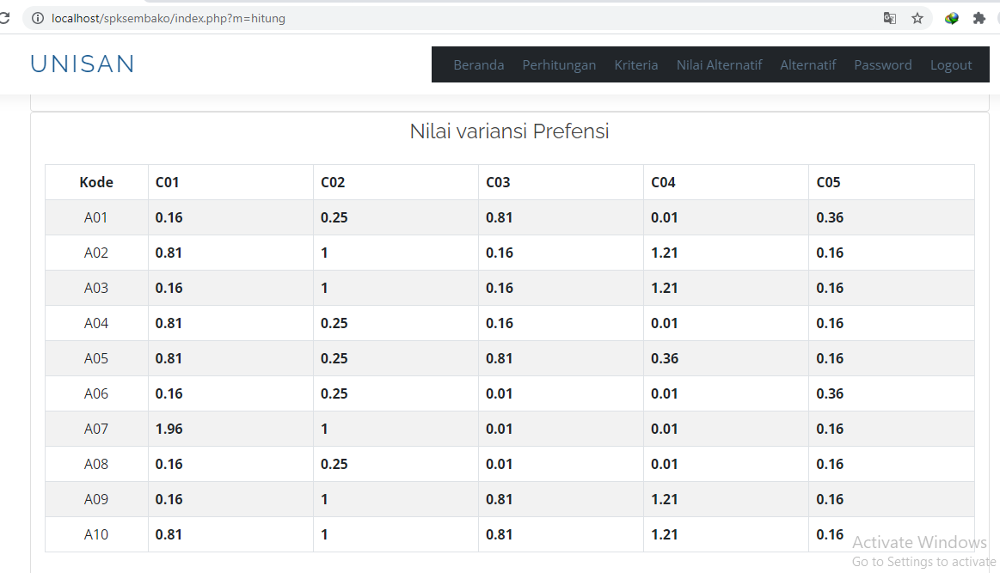 localhost/spksembako/index.php?m=hitung
UNISAN
Beranda Perhitungan Kriteria Nilai Alternatif Alternatif Password Logout
Nilai variansi Prefensi
Kode C01 C02 C03 C04 C05
A01 0.16 0.25 0.81 0.01 0.36
A02 0.81 1 0.16 1.21 0.16
A03 0.16 1 0.16 1.21 0.16
A04 0.81 0.25 0.16 0.01 0.16
A05 0.81 0.25 0.81 0.36 0.16
A06 0.16 0.25 0.01 0.01 0.36
A07 1.96 1 0.01 0.01 0.16
A08 0.16 0.25 0.01 0.01 0.16
A09 0.16 1 0.81 1.21 0.16
A10 0.81 1 0.81 1.21 0.16
Activate Windows
Go to Settings to activate